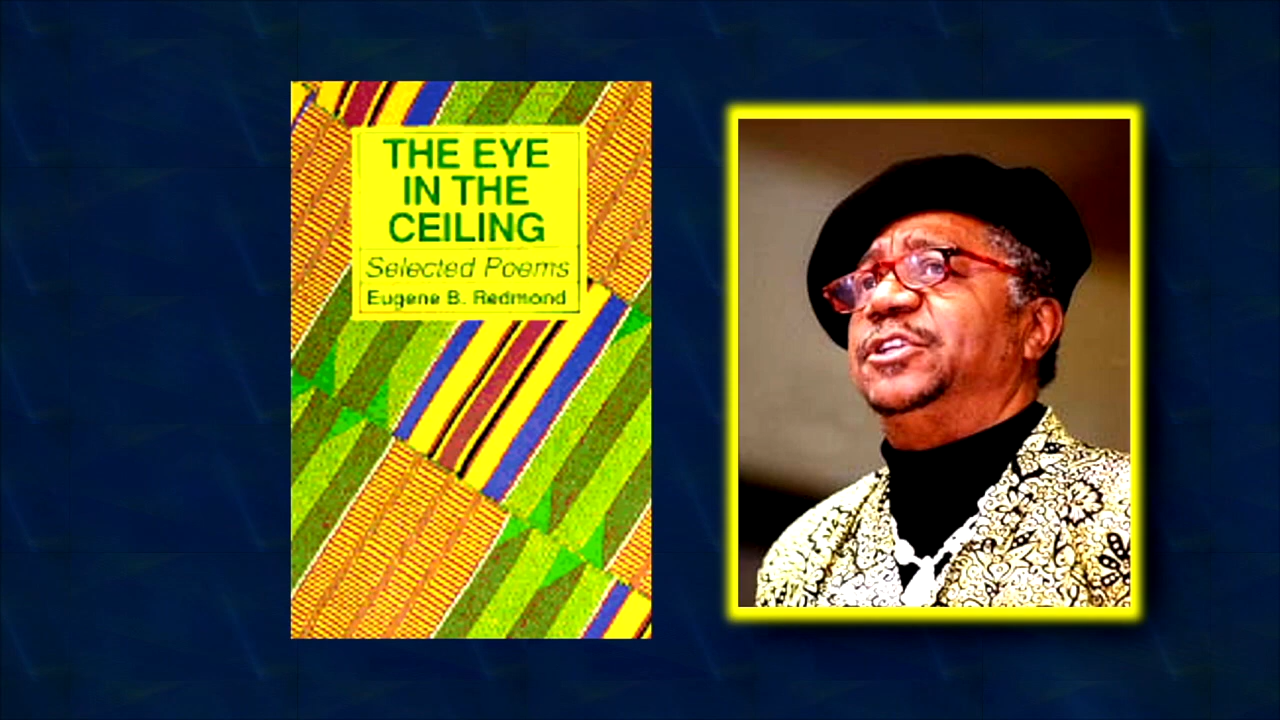 THE EYE
IN THE
CEILING
Selected Poems
Eugene B. Redmond